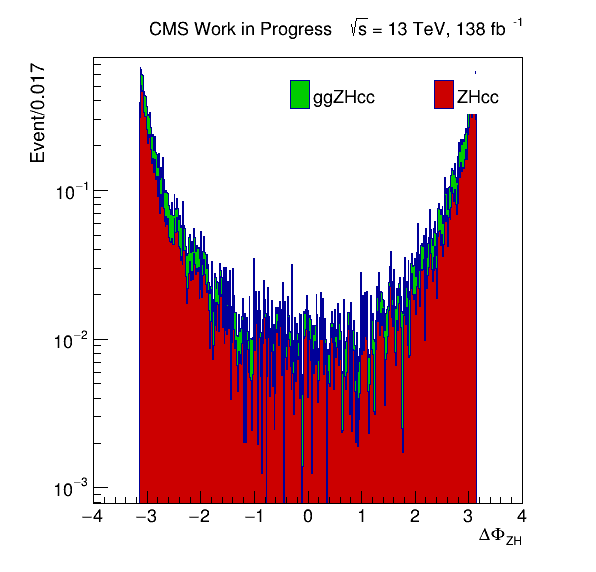 CMS Work in Progress √s = 13 TeV, 138 fb⁻¹
Event/0.017
ggZHcc ZHcc
10⁻¹
10⁻²
10⁻³
−4 −3 −2 −1 0 1 2 3 4
ΔΦ_ZH